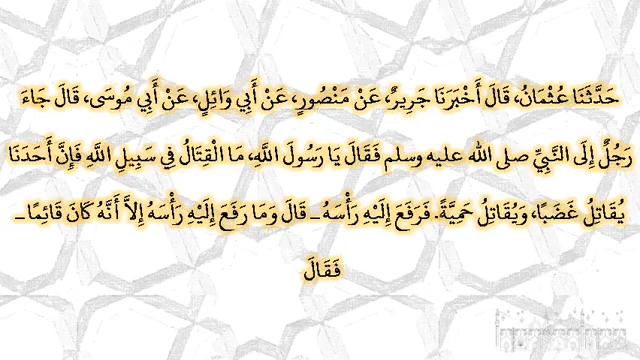 حَدَّثَنَا عُثْمَانُ، قَالَ أَخْبَرَنَا جَرِيرٌ، عَنْ مَنْصُورٍ، عَنْ أَبِي وَائِلٍ، عَنْ أَبِي مُوسَى، قَالَ جَاءَ
رَجُلٌ إِلَى النَّبِيِّ صلى الله عليه وسلم فَقَالَ يَا رَسُولَ اللَّهِ، مَا الْقِتَالُ فِي سَبِيلِ اللَّهِ فَإِنَّ أَحَدَنَا
يُقَاتِلُ غَضَبًا، وَيُقَاتِلُ حَمِيَّةً. فَرَفَعَ إِلَيْهِ رَأْسَهُ ـ قَالَ وَمَا رَفَعَ إِلَيْهِ رَأْسَهُ إِلاَّ أَنَّهُ كَانَ قَائِمًا ـ
فَقَالَ